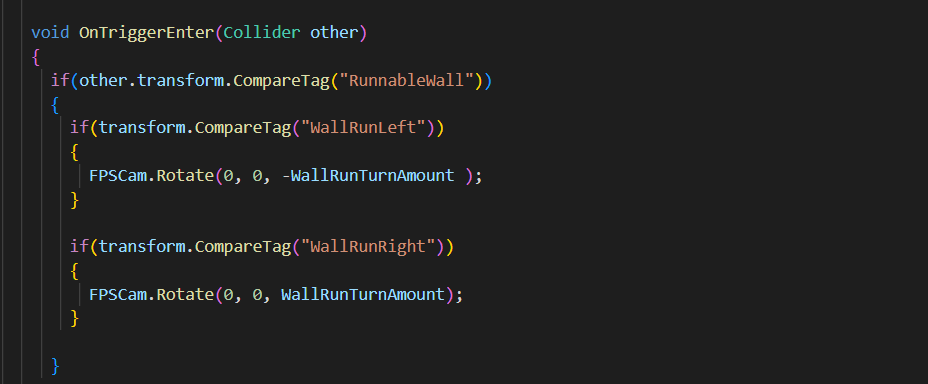 void OnTriggerEnter(Collider other)
{
if(other.transform.CompareTag("RunnableWall"))
{
if(transform.CompareTag("WallRunLeft"))
{
FPSCam.Rotate(0, 0, -WallRunTurnAmount );
}
if(transform.CompareTag("WallRunRight"))
{
FPSCam.Rotate(0, 0, WallRunTurnAmount);
}
}